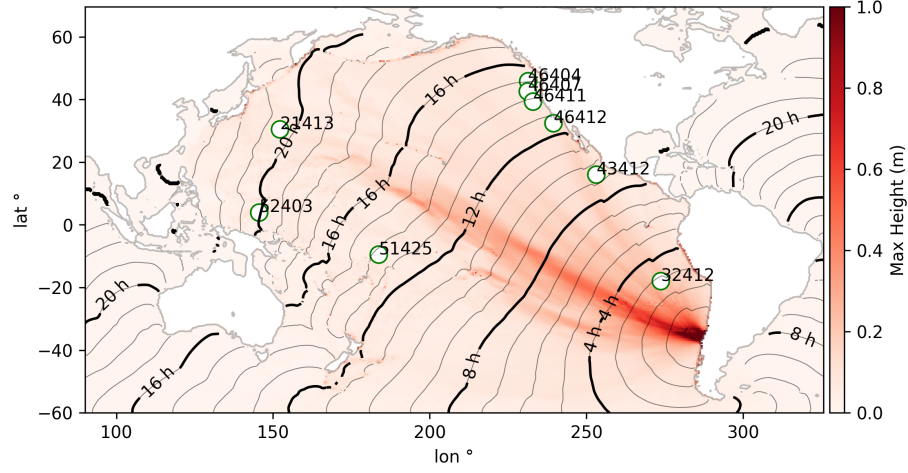 1.0
60
16 h
46404
46407
46411
40
0.8
21413
46412
20 h
20 h
20
43412
0.6
16 h
52403
12 h
16 h
0
51425
lat °
Max Height (m)
32412
0.4
−20
20 h
4 h
4 h
8 h
−40
0.2
8 h
16 h
−60
0.0
100
150
200
250
300
lon °